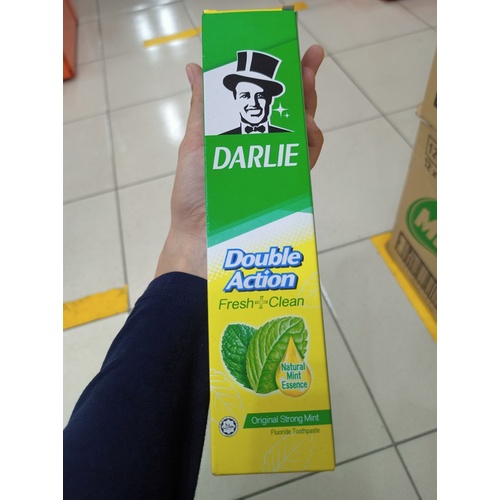 DARLIE
Double
Action
Fresh+Clean
Natural
Mint
Essence
Original Strong Mint
Fluoride Toothpaste